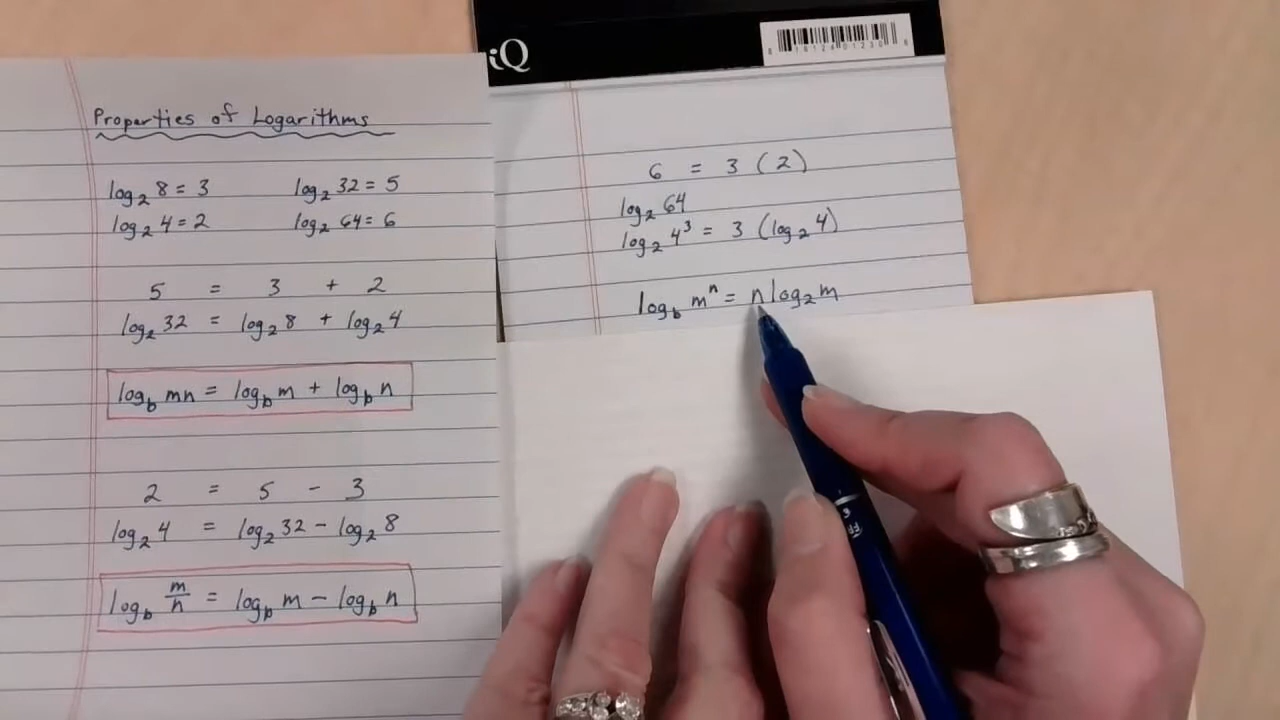 Properties of Logarithms
log₂ 8 = 3 log₂ 32 = 5
log₂ 4 = 2 log₂ 64 = 6
5 = 3 + 2
log₂ 32 = log₂ 8 + log₂ 4
log_b mn = log_b m + log_b n
2 = 5 - 3
log₂ 4 = log₂ 32 - log₂ 8
log_b m/n = log_b m - log_b n
iQ
6 = 3 (2)
log₂ 64
log₂ 4³ = 3 (log₂ 4)
log_b mⁿ = n log₂ m